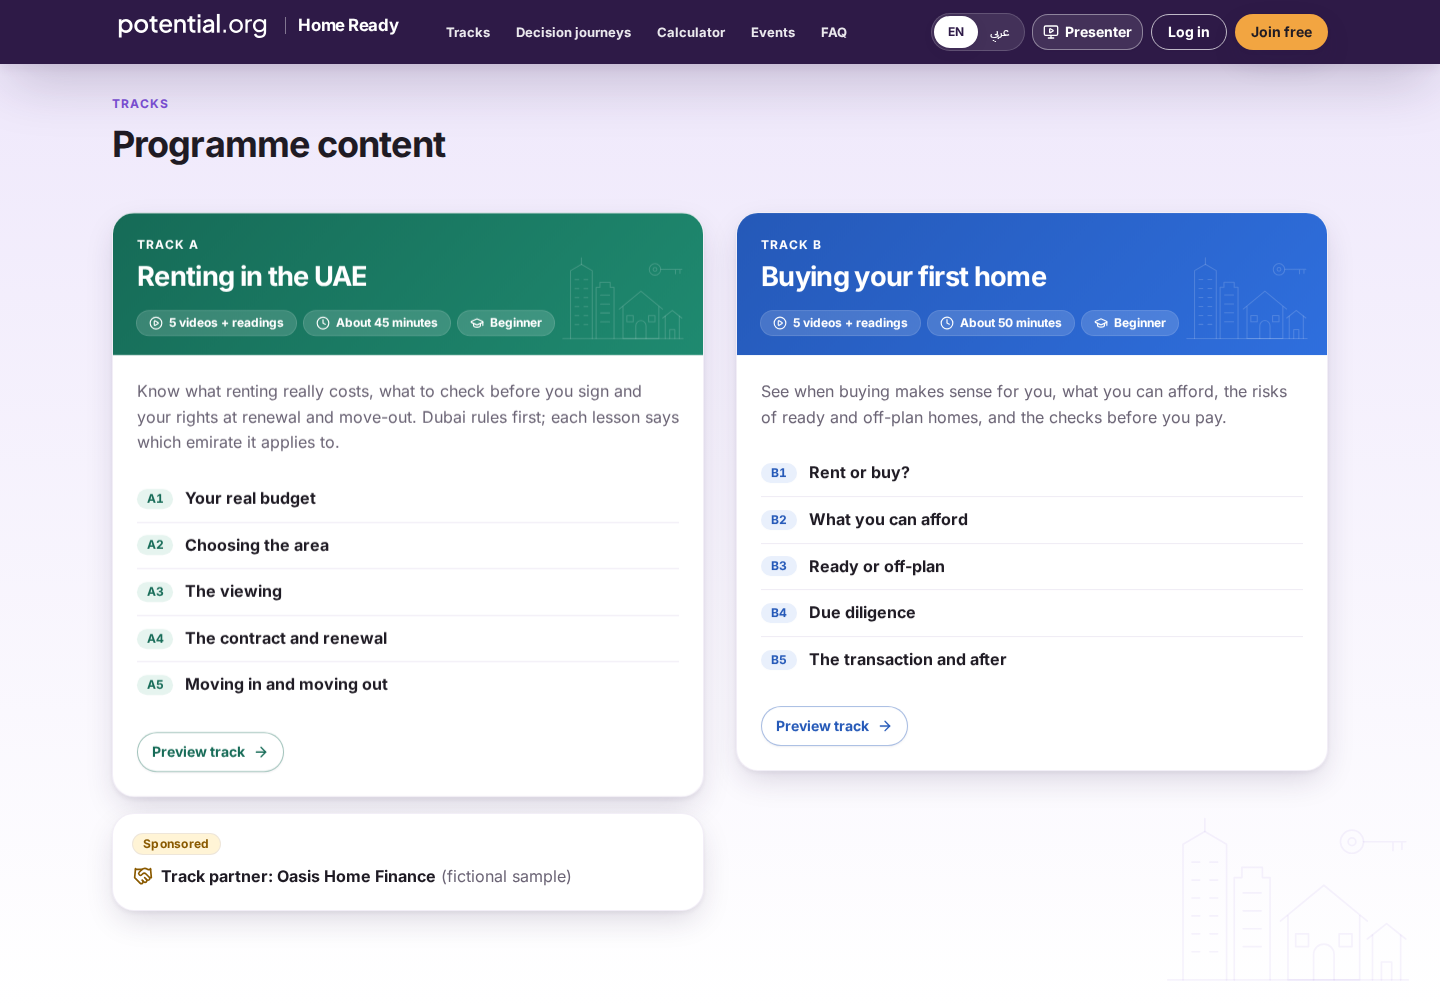 potential.org | Home Ready
Tracks
Decision journeys
Calculator
Events
FAQ
EN
عربي
Presenter
Log in
Join free
TRACKS
Programme content
TRACK A
Renting in the UAE
5 videos + readings
About 45 minutes
Beginner
Know what renting really costs, what to check before you sign and
your rights at renewal and move-out. Dubai rules first; each lesson says
which emirate it applies to.
A1 Your real budget
A2 Choosing the area
A3 The viewing
A4 The contract and renewal
A5 Moving in and moving out
Preview track
Sponsored
Track partner: Oasis Home Finance (fictional sample)
TRACK B
Buying your first home
5 videos + readings
About 50 minutes
Beginner
See when buying makes sense for you, what you can afford, the risks
of ready and off-plan homes, and the checks before you pay.
B1 Rent or buy?
B2 What you can afford
B3 Ready or off-plan
B4 Due diligence
B5 The transaction and after
Preview track